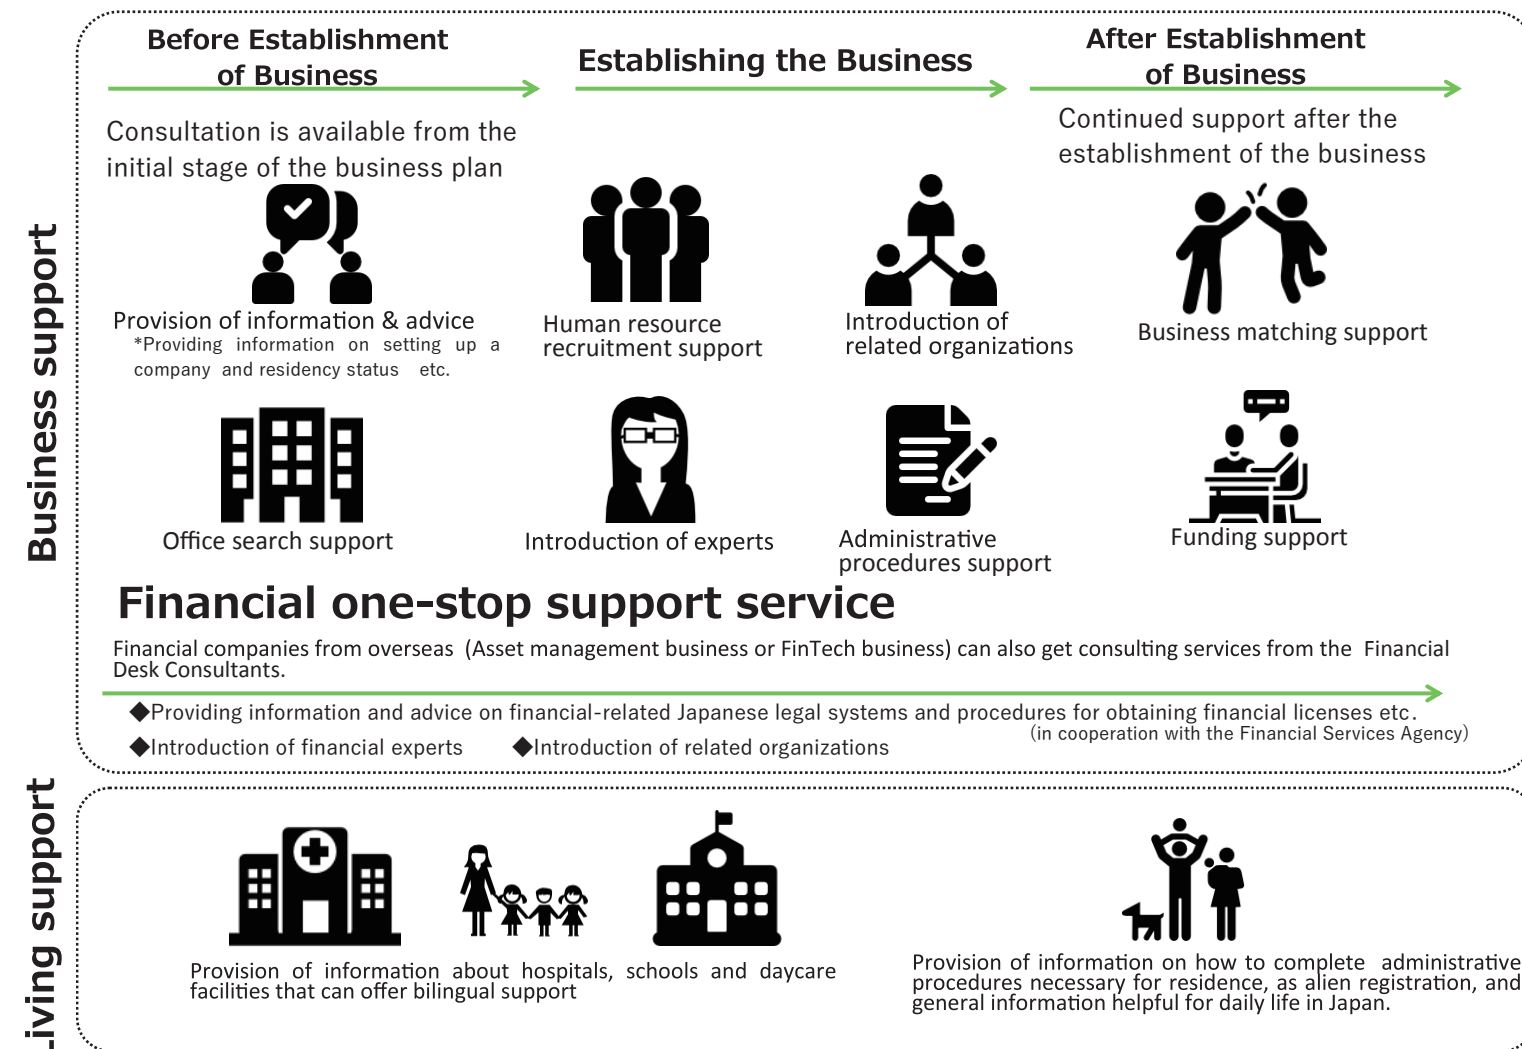 Business support
Before Establishment
of Business
Establishing the Business
After Establishment
of Business
Consultation is available from the
initial stage of the business plan
Continued support after the
establishment of the business
Provision of information & advice
*Providing information on setting up a
company and residency status etc.
Human resource
recruitment support
Introduction of
related organizations
Business matching support
Office search support
Introduction of experts
Administrative
procedures support
Funding support
Financial one-stop support service
Financial companies from overseas (Asset management business or FinTech business) can also get consulting services from the Financial
Desk Consultants.
◆Providing information and advice on financial-related Japanese legal systems and procedures for obtaining financial licenses etc.
(in cooperation with the Financial Services Agency)
◆Introduction of financial experts ◆Introduction of related organizations
Living support
Provision of information about hospitals, schools and daycare
facilities that can offer bilingual support
Provision of information on how to complete administrative
procedures necessary for residence, as alien registration, and
general information helpful for daily life in Japan.